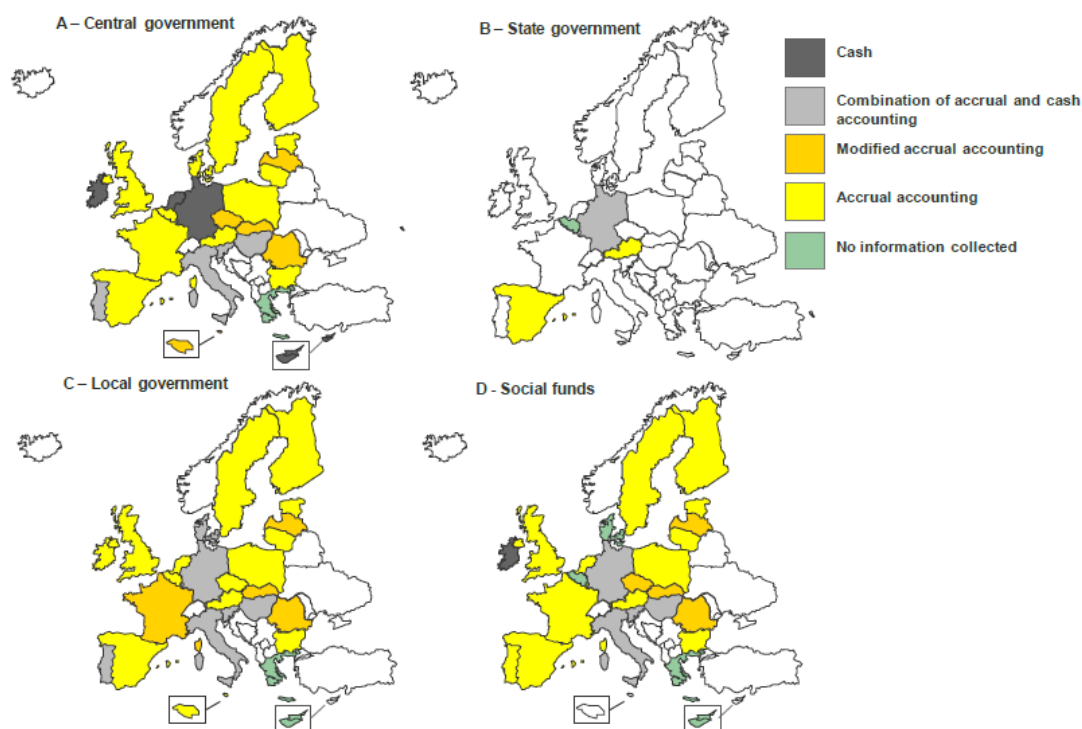 A – Central government
B – State government
Cash
Combination of accrual and cash
accounting
Modified accrual accounting
Accrual accounting
No information collected
C – Local government
D - Social funds